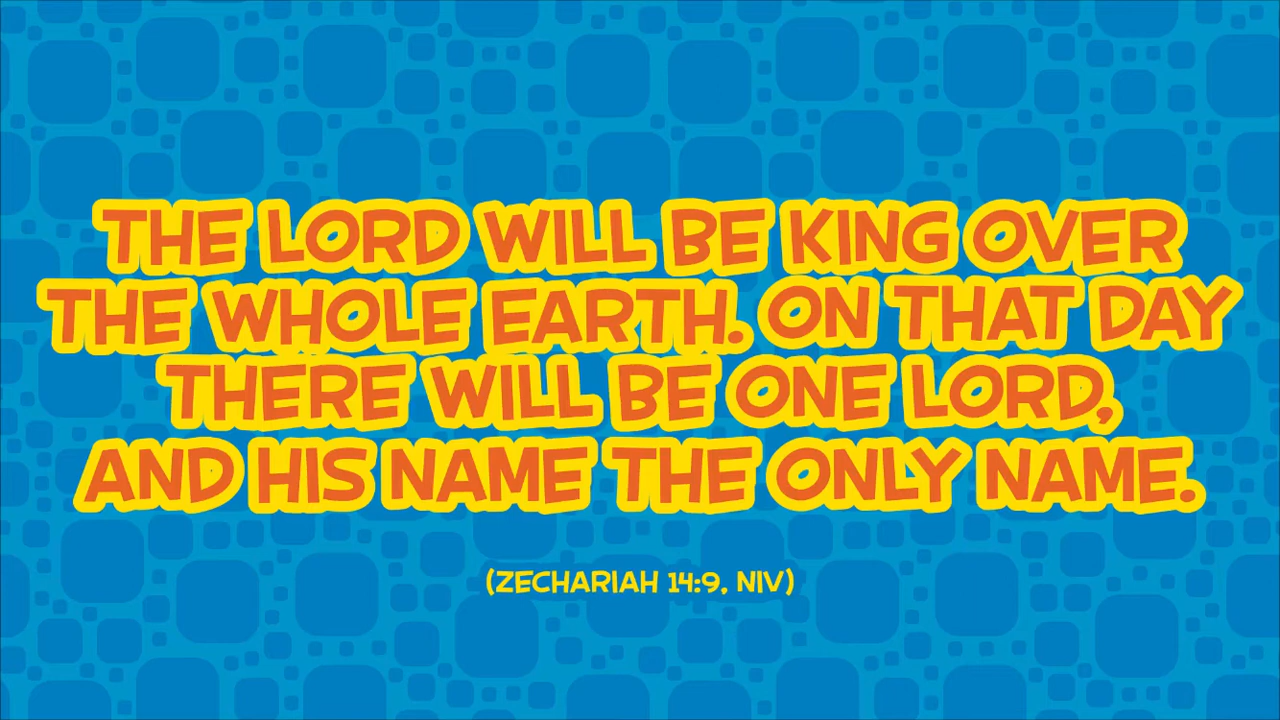 THE LORD WILL BE KING OVER
THE WHOLE EARTH. ON THAT DAY
THERE WILL BE ONE LORD,
AND HIS NAME THE ONLY NAME.
(ZECHARIAH 14:9, NIV)